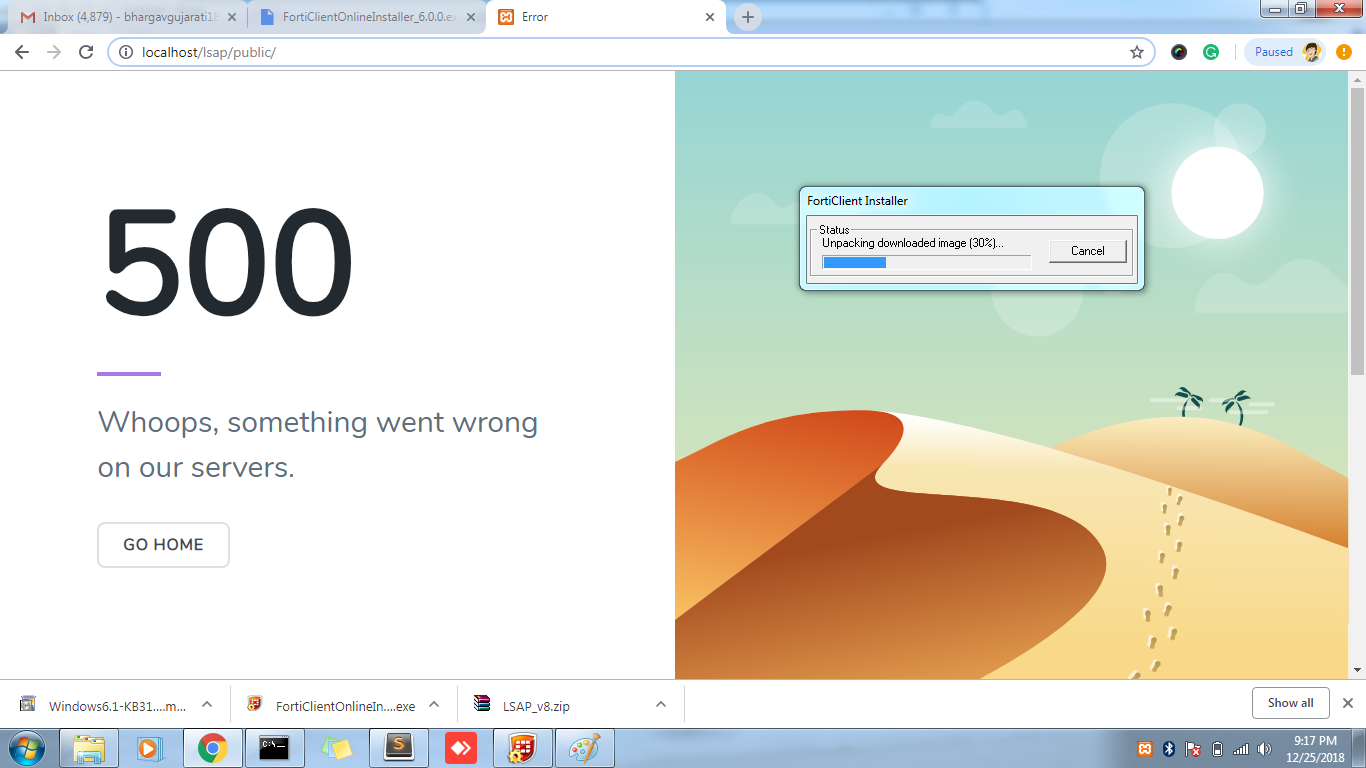 Inbox (4,879) - bhargavgujarati18
FortiClientOnlineInstaller_6.0.0.ex
Error
localhost/lsap/public/
Paused
500
Whoops, something went wrong
on our servers.
GO HOME
FortiClient Installer
Status
Unpacking downloaded image (30%)...
Cancel
Windows6.1-KB31....m...
FortiClientOnlineIn....exe
LSAP_v8.zip
Show all
C:\_
S
9:17 PM
12/25/2018